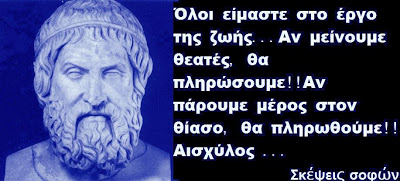 Όλοι είμαστε στο έργο
της ζωής... Αν μείνουμε
θεατές, θα
πληρώσουμε!!Αν
πάρουμε μέρος στον
θίασο, θα πληρωθούμε!!
Αισχύλος ...
Σκέψεις σοφών